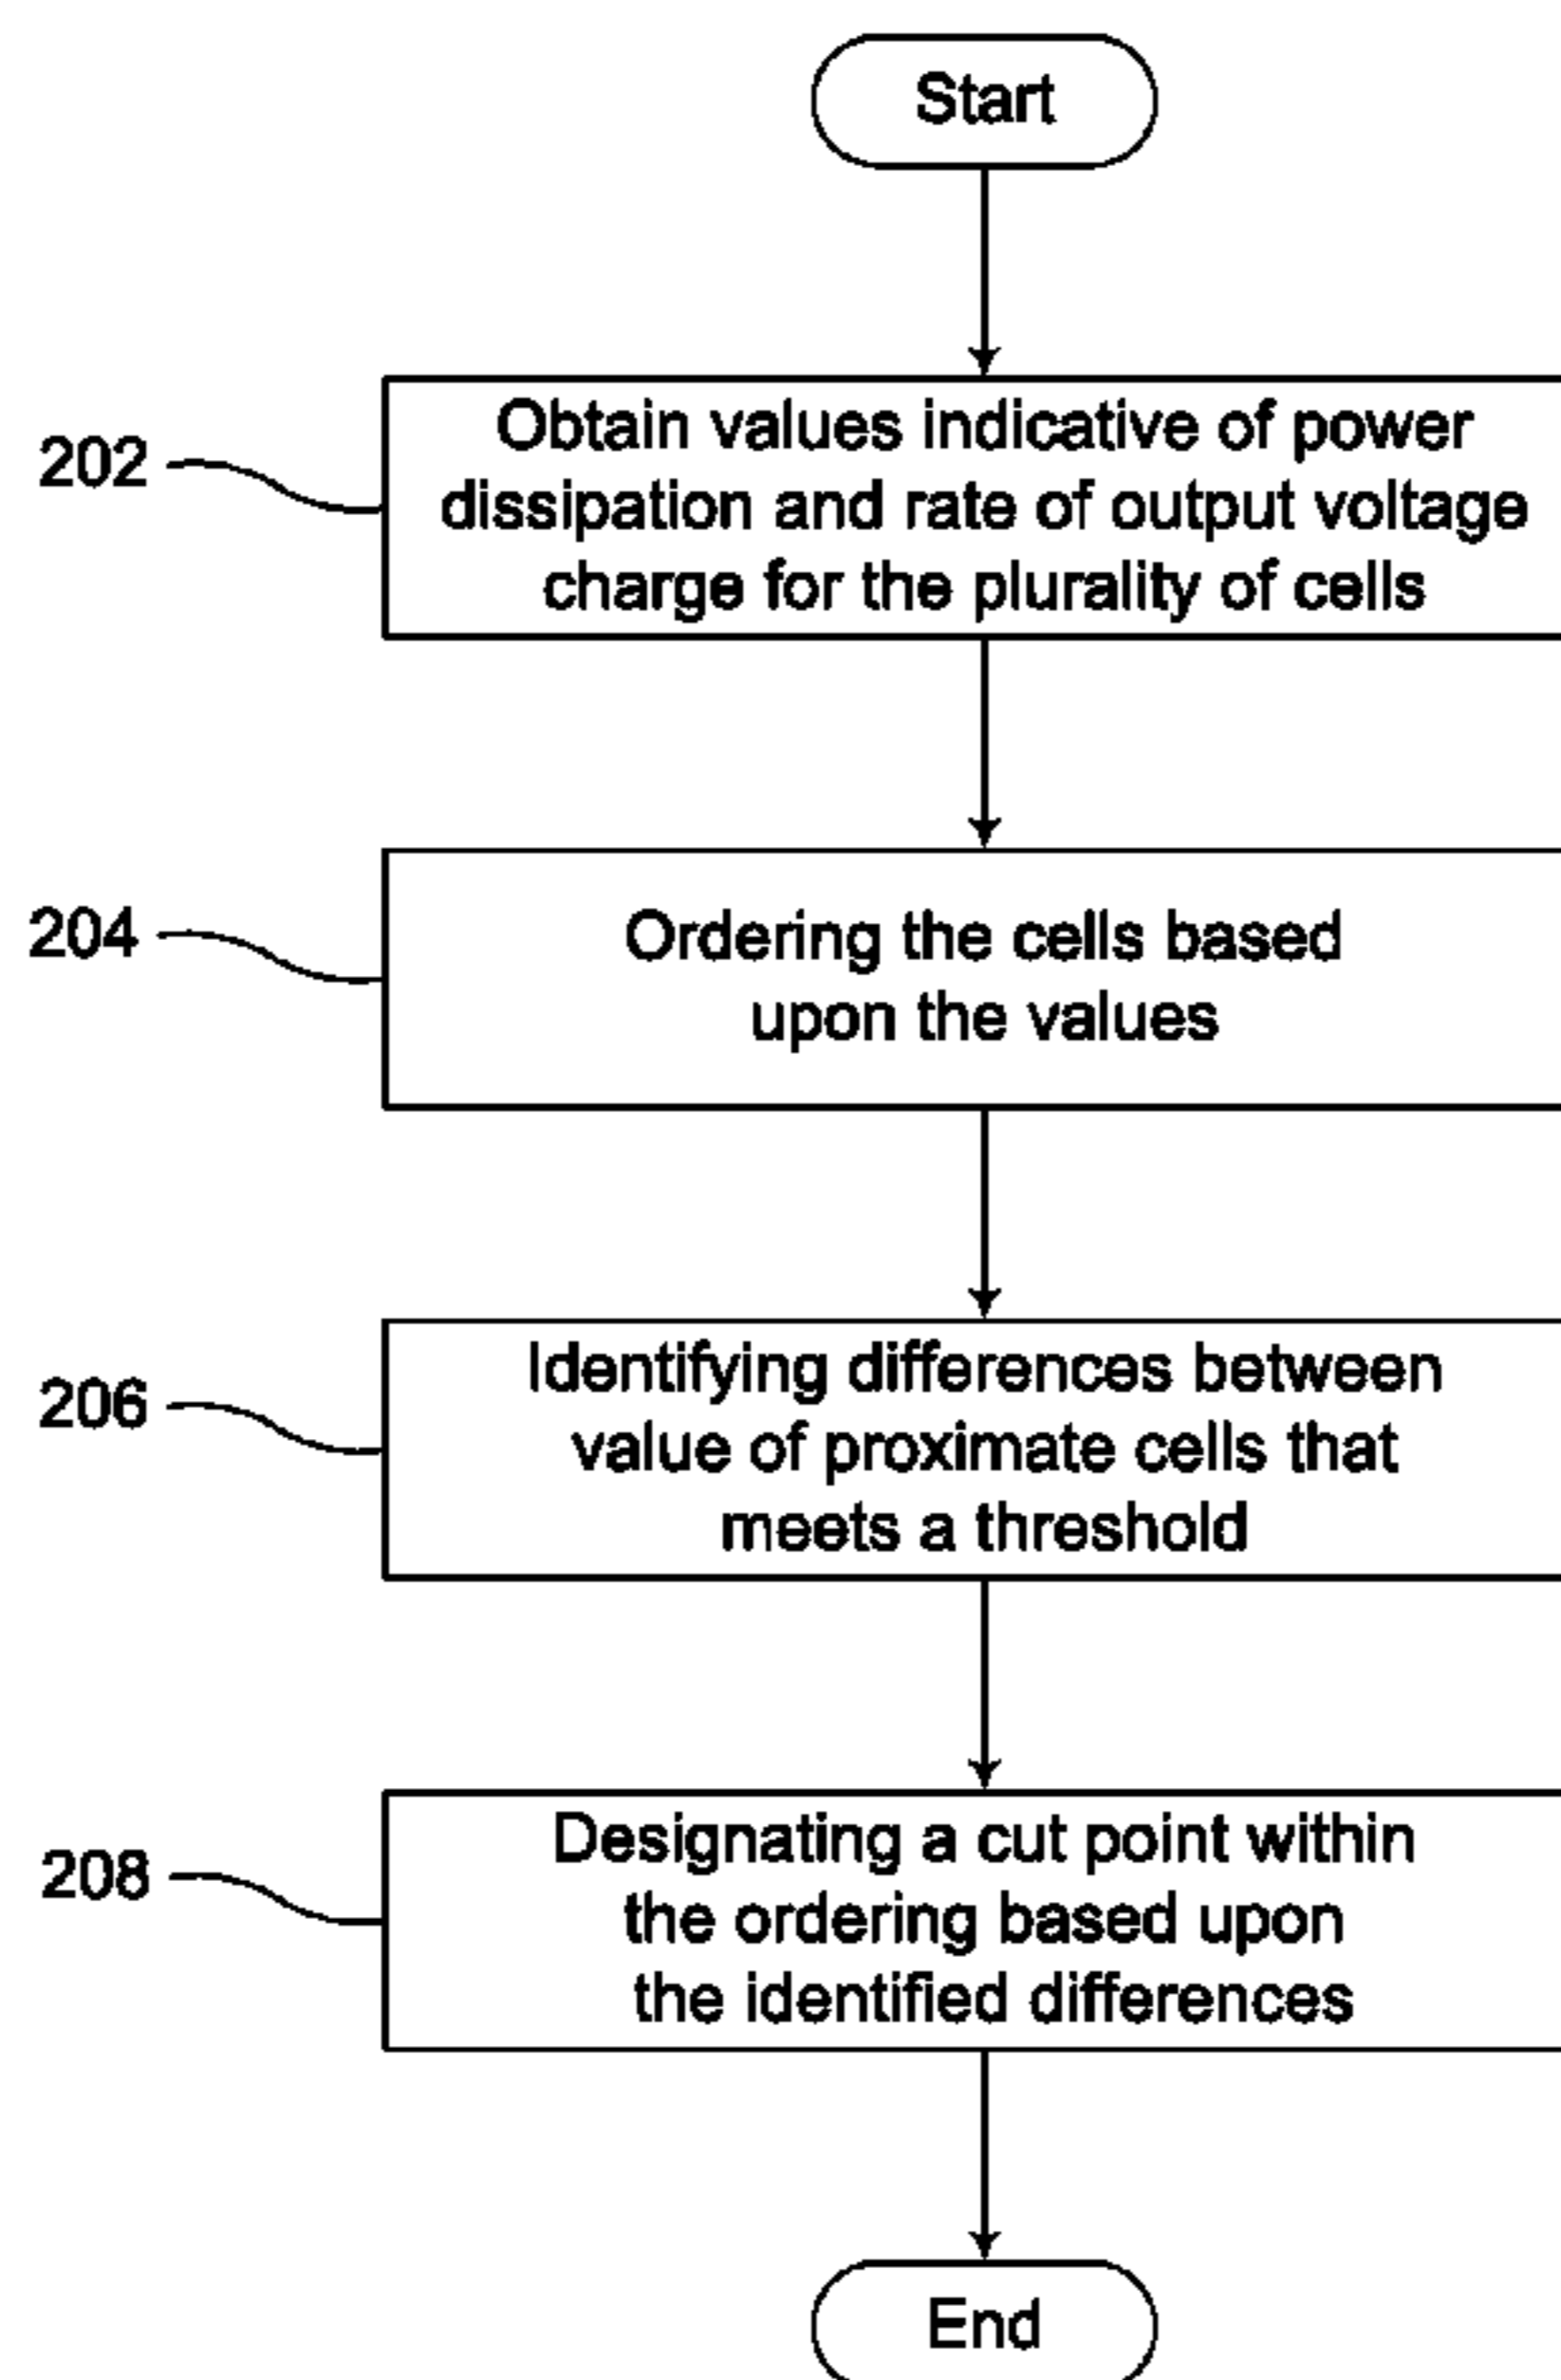 Start
202
Obtain values indicative of power
dissipation and rate of output voltage
charge for the plurality of cells
204
Ordering the cells based
upon the values
206
Identifying differences between
value of proximate cells that
meets a threshold
208
Designating a cut point within
the ordering based upon
the identified differences
End